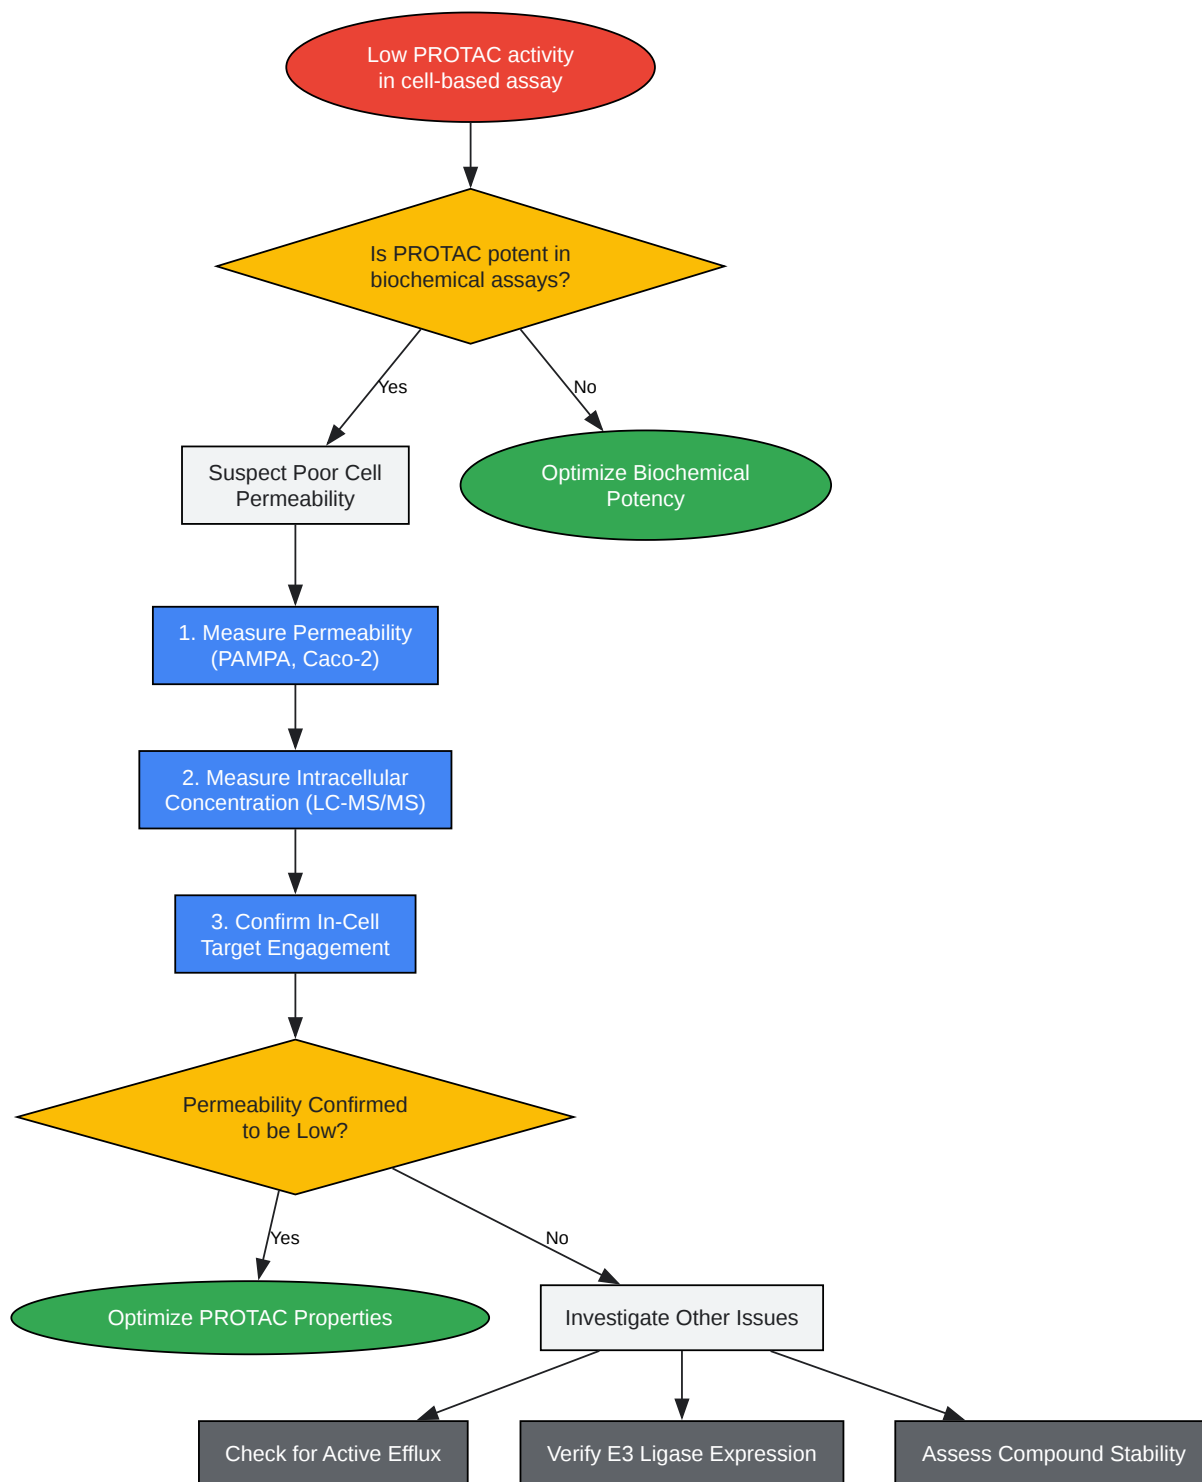 Low PROTAC activity
in cell-based assay
Is PROTAC potent in
biochemical assays?
Yes
No
Suspect Poor Cell
Permeability
Optimize Biochemical
Potency
1. Measure Permeability
(PAMPA, Caco-2)
2. Measure Intracellular
Concentration (LC-MS/MS)
3. Confirm In-Cell
Target Engagement
Permeability Confirmed
to be Low?
Yes
No
Optimize PROTAC Properties
Investigate Other Issues
Check for Active Efflux
Verify E3 Ligase Expression
Assess Compound Stability